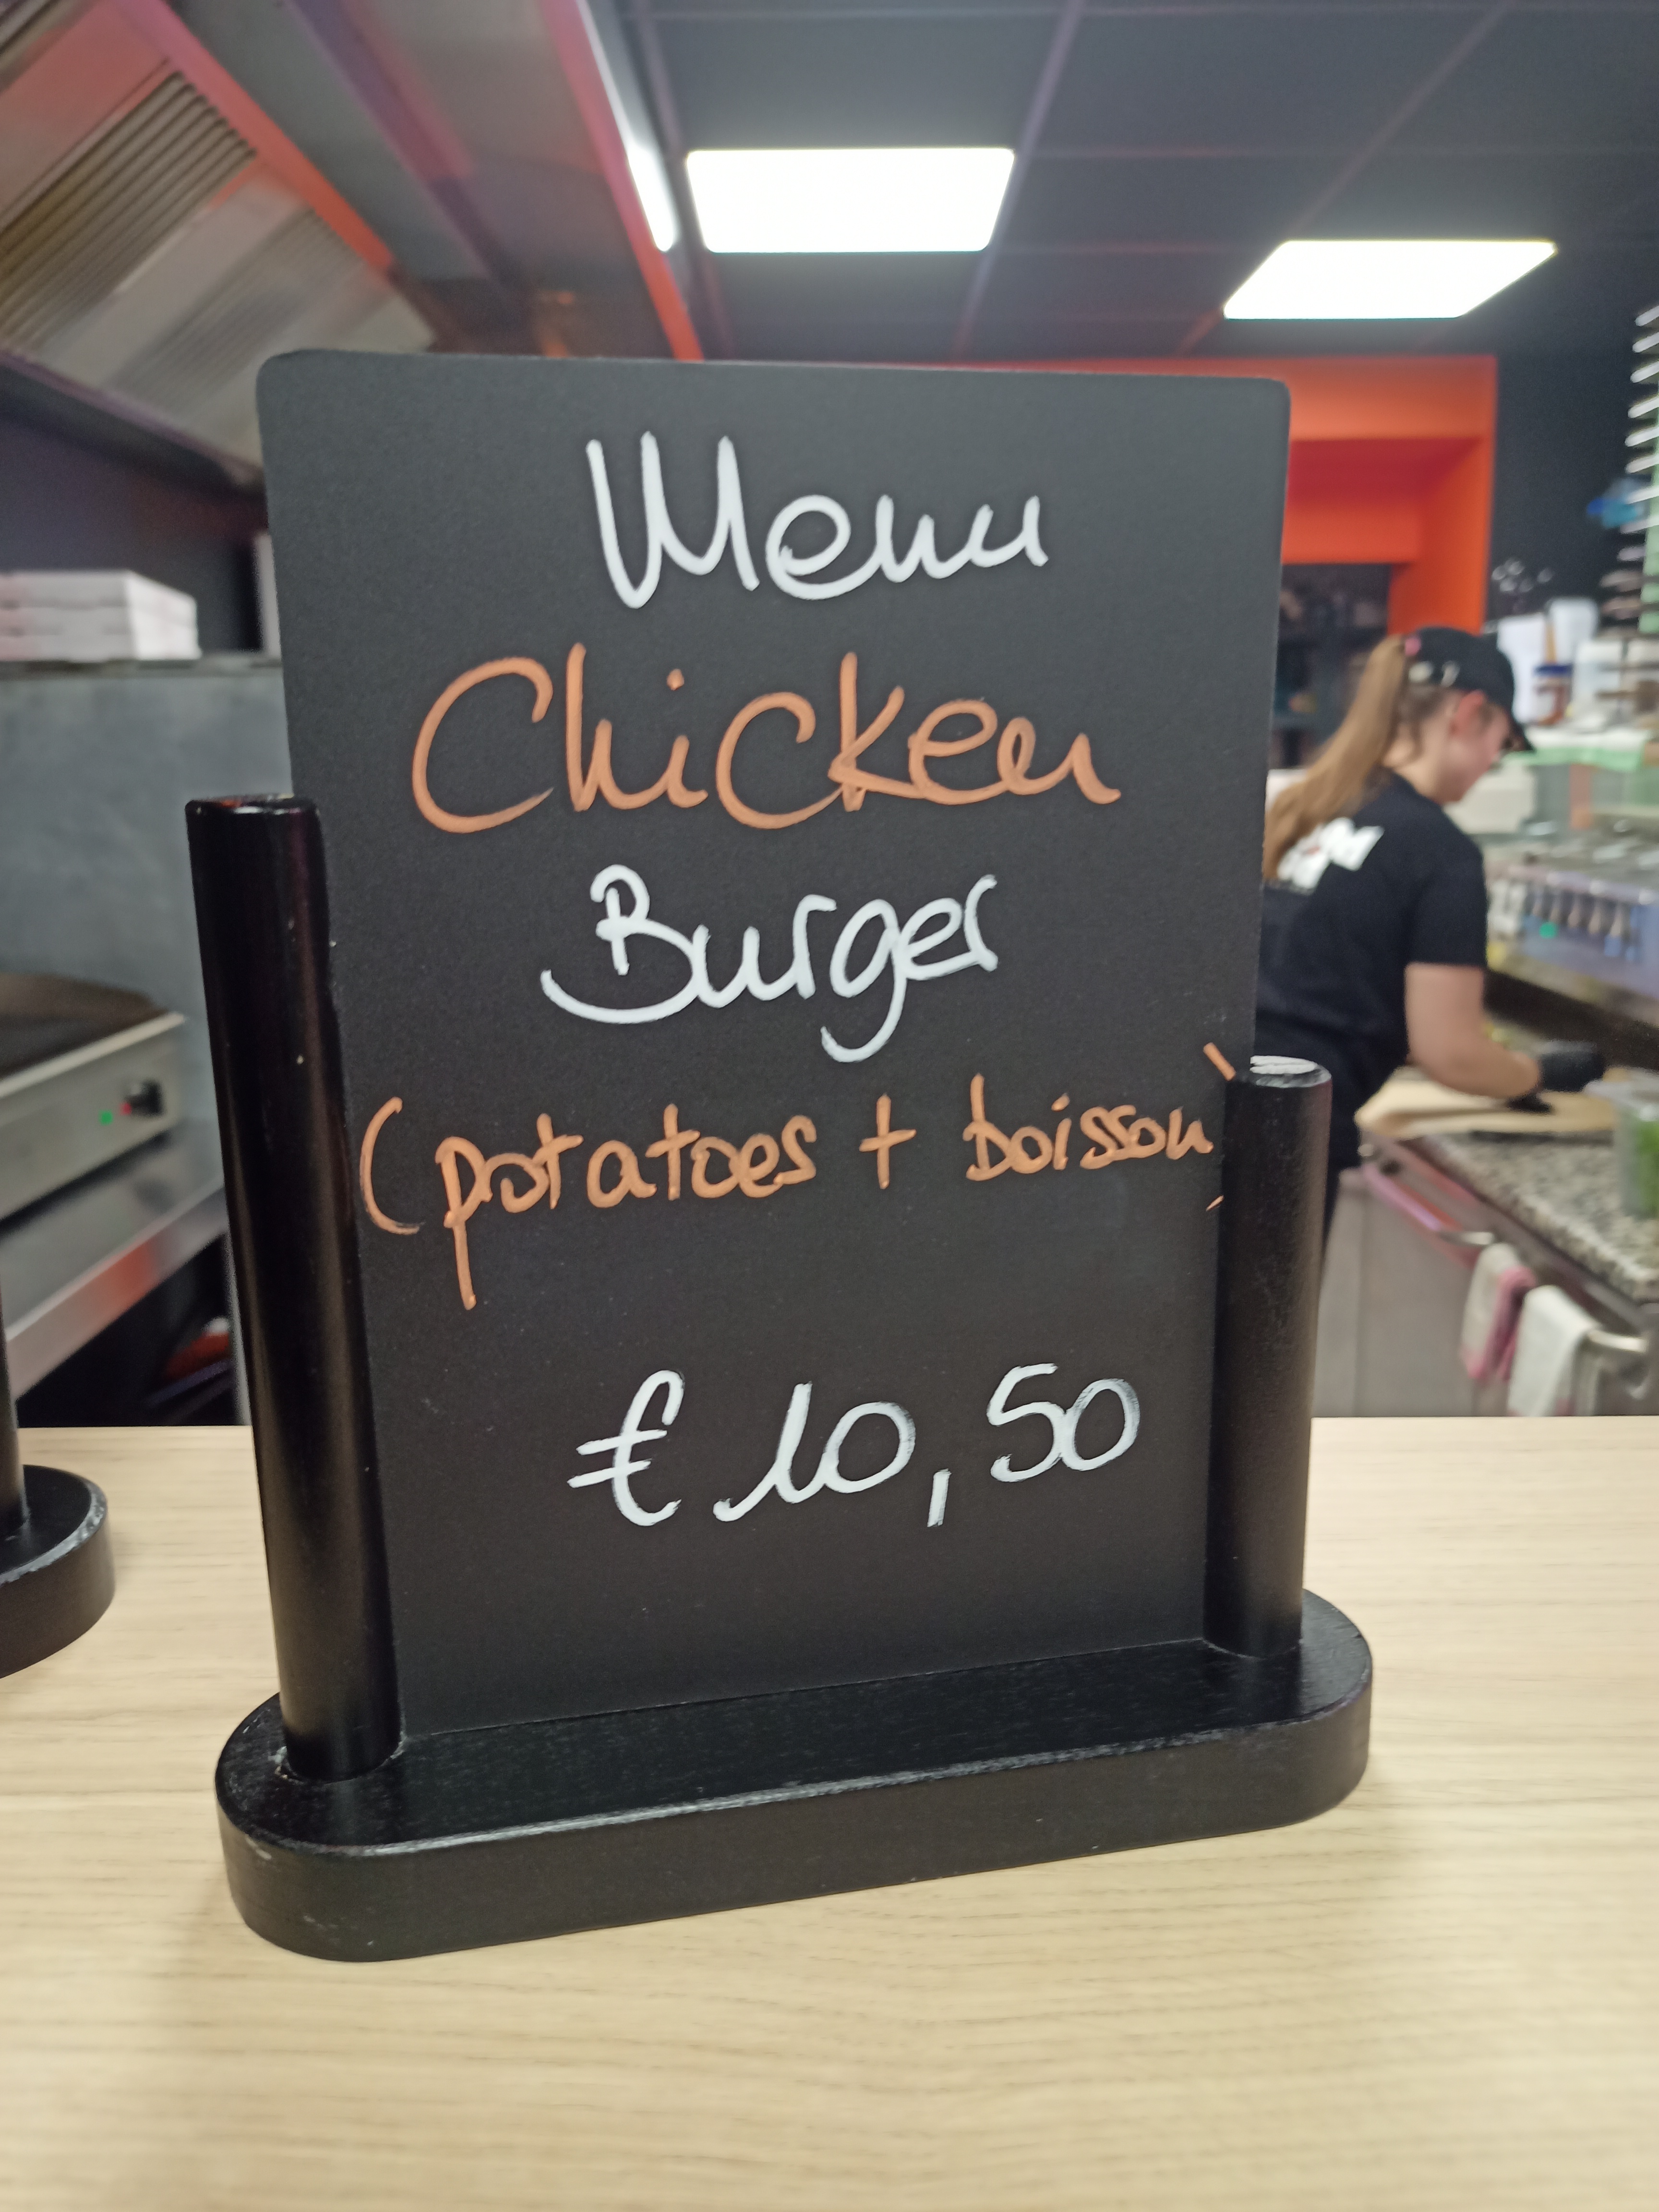 Menu
Chicken
Burger
(potatoes + boisson)
€ 10,50